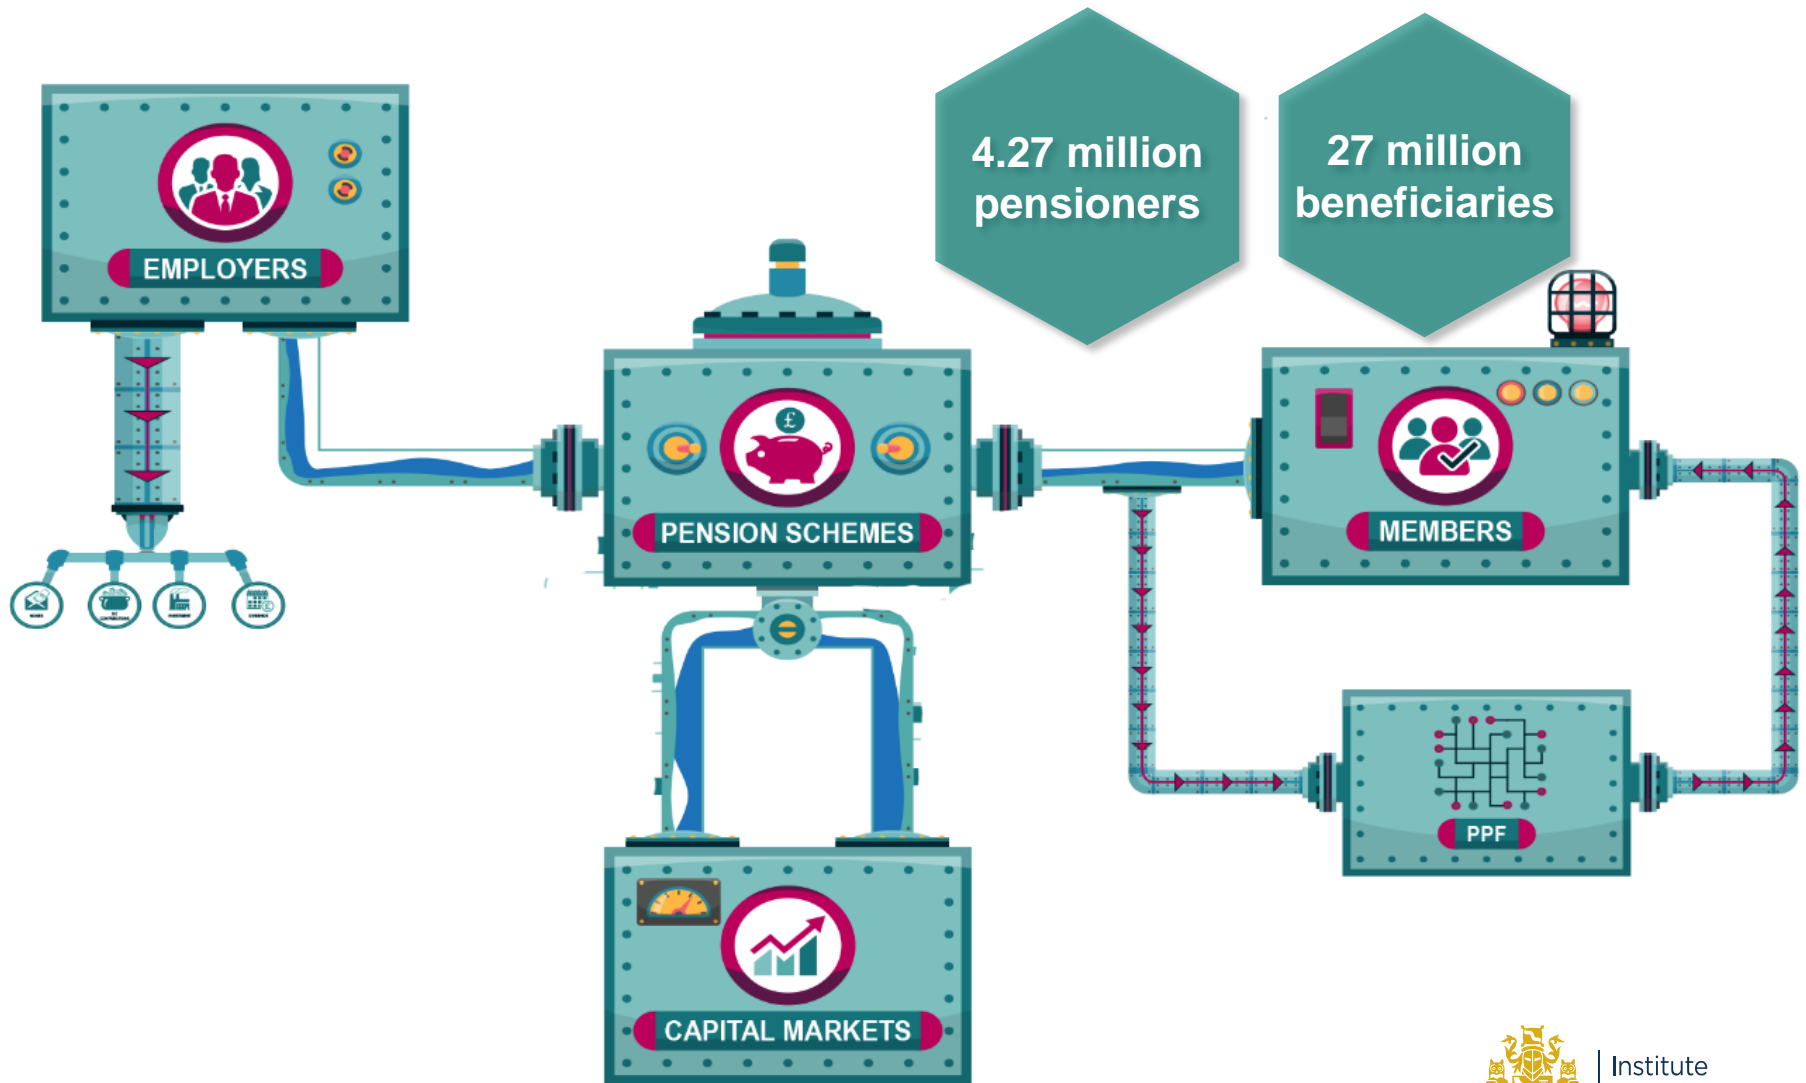 4.27 million
pensioners
27 million
beneficiaries
EMPLOYERS
£
PENSION SCHEMES
MEMBERS
PPF
CAPITAL MARKETS
Institute